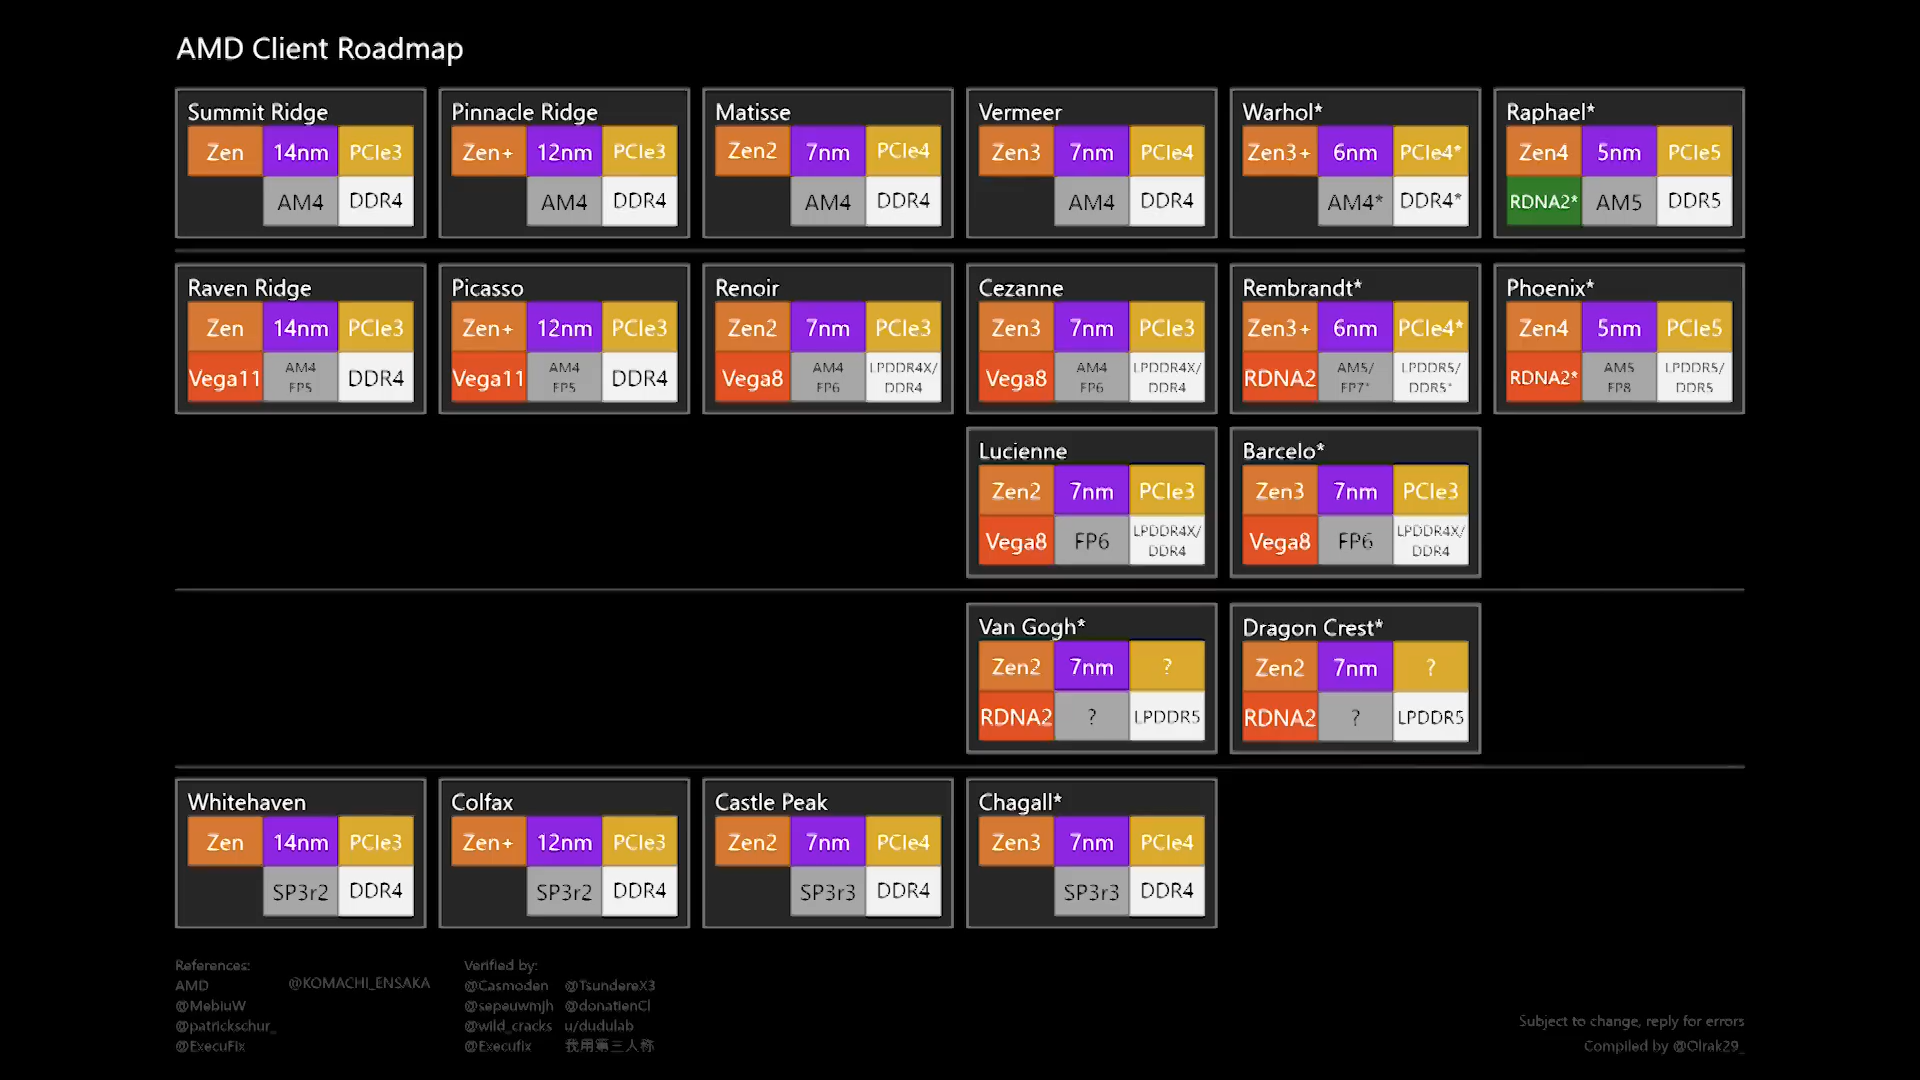 AMD Client Roadmap
Summit Ridge
Zen 14nm PCIe3
AM4 DDR4
Pinnacle Ridge
Zen+ 12nm PCIe3
AM4 DDR4
Matisse
Zen2 7nm PCIe4
AM4 DDR4
Vermeer
Zen3 7nm PCIe4
AM4 DDR4
Warhol*
Zen3+ 6nm PCIe4*
AM4* DDR4*
Raphael*
Zen4 5nm PCIe5
RDNA2* AM5 DDR5
Raven Ridge
Zen 14nm PCIe3
Vega11 AM4 FP5 DDR4
Picasso
Zen+ 12nm PCIe3
Vega11 AM4 FP5 DDR4
Renoir
Zen2 7nm PCIe3
Vega8 AM4 FP6 LPDDR4X/ DDR4
Cezanne
Zen3 7nm PCIe3
Vega8 AM4 FP6 LPDDR4X/ DDR4
Rembrandt*
Zen3+ 6nm PCIe4*
RDNA2 AM5/ FP7* LPDDR5/ DDR5*
Phoenix*
Zen4 5nm PCIe5
RDNA2* AM5 FP8 LPDDR5/ DDR5
Lucienne
Zen2 7nm PCIe3
Vega8 FP6 LPDDR4X/ DDR4
Barcelo*
Zen3 7nm PCIe3
Vega8 FP6 LPDDR4X/ DDR4
Van Gogh*
Zen2 7nm ?
RDNA2 ? LPDDR5
Dragon Crest*
Zen2 7nm ?
RDNA2 ? LPDDR5
Whitehaven
Zen 14nm PCIe3
SP3r2 DDR4
Colfax
Zen+ 12nm PCIe3
SP3r2 DDR4
Castle Peak
Zen2 7nm PCIe4
SP3r3 DDR4
Chagall*
Zen3 7nm PCIe4
SP3r3 DDR4
References:
AMD @KOMACHI_ENSAKA
@MebiuW
@patrickschur_
@ExecuFix
Verified by:
@Casmoden @TsundereX3
@sepeuwmjh @donatienCl
@wild_cracks u/dudulab
@Execufix 我用第三人称
Subject to change, reply for errors
Compiled by @Olrak29_